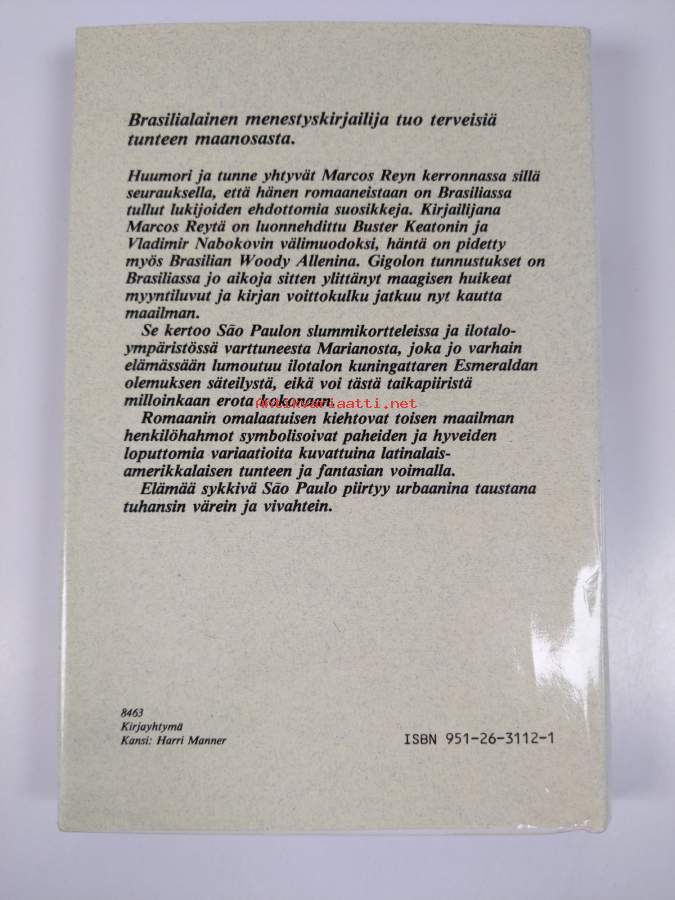 Brasilialainen menestyskirjailija tuo terveisiä
tunteen maanosasta.
Huumori ja tunne yhtyvät Marcos Reyn kerronnassa sillä
seurauksella, että hänen romaaneistaan on Brasiliassa
tullut lukijoiden ehdottomia suosikkeja. Kirjailijana
Marcos Reytä on luonnehdittu Buster Keatonin ja
Vladimir Nabokovin välimuodoksi, häntä on pidetty
myös Brasilian Woody Allenina. Gigolon tunnustukset on
Brasiliassa jo aikoja sitten ylittänyt maagisen huikeat
myyntiluvut ja kirjan voittokulku jatkuu nyt kautta
maailman.
Se kertoo São Paulon slummikortteleissa ja ilotalo-
ympäristössä varttuneesta Marianosta, joka jo varhain
elämässään lumoutuu ilotalon kuningattaren Esmeraldan
olemuksen säteilystä, eikä voi tästä taikapiiristä
milloinkaan erota kokonaan.
Antikvariaatti.net
Romaanin omalaatuisen kiehtovat toisen maailman
henkilöhahmot symbolisoivat paheiden ja hyveiden
loputtomia variaatioita kuvattuina latinalais-
amerikkalaisen tunteen ja fantasian voimalla.
Elämää sykkivä São Paulo piirtyy urbaanina taustana
tuhansin värein ja vivahtein.
8463
Kirjayhtymä
Kansi: Harri Manner
ISBN 951-26-3112-1